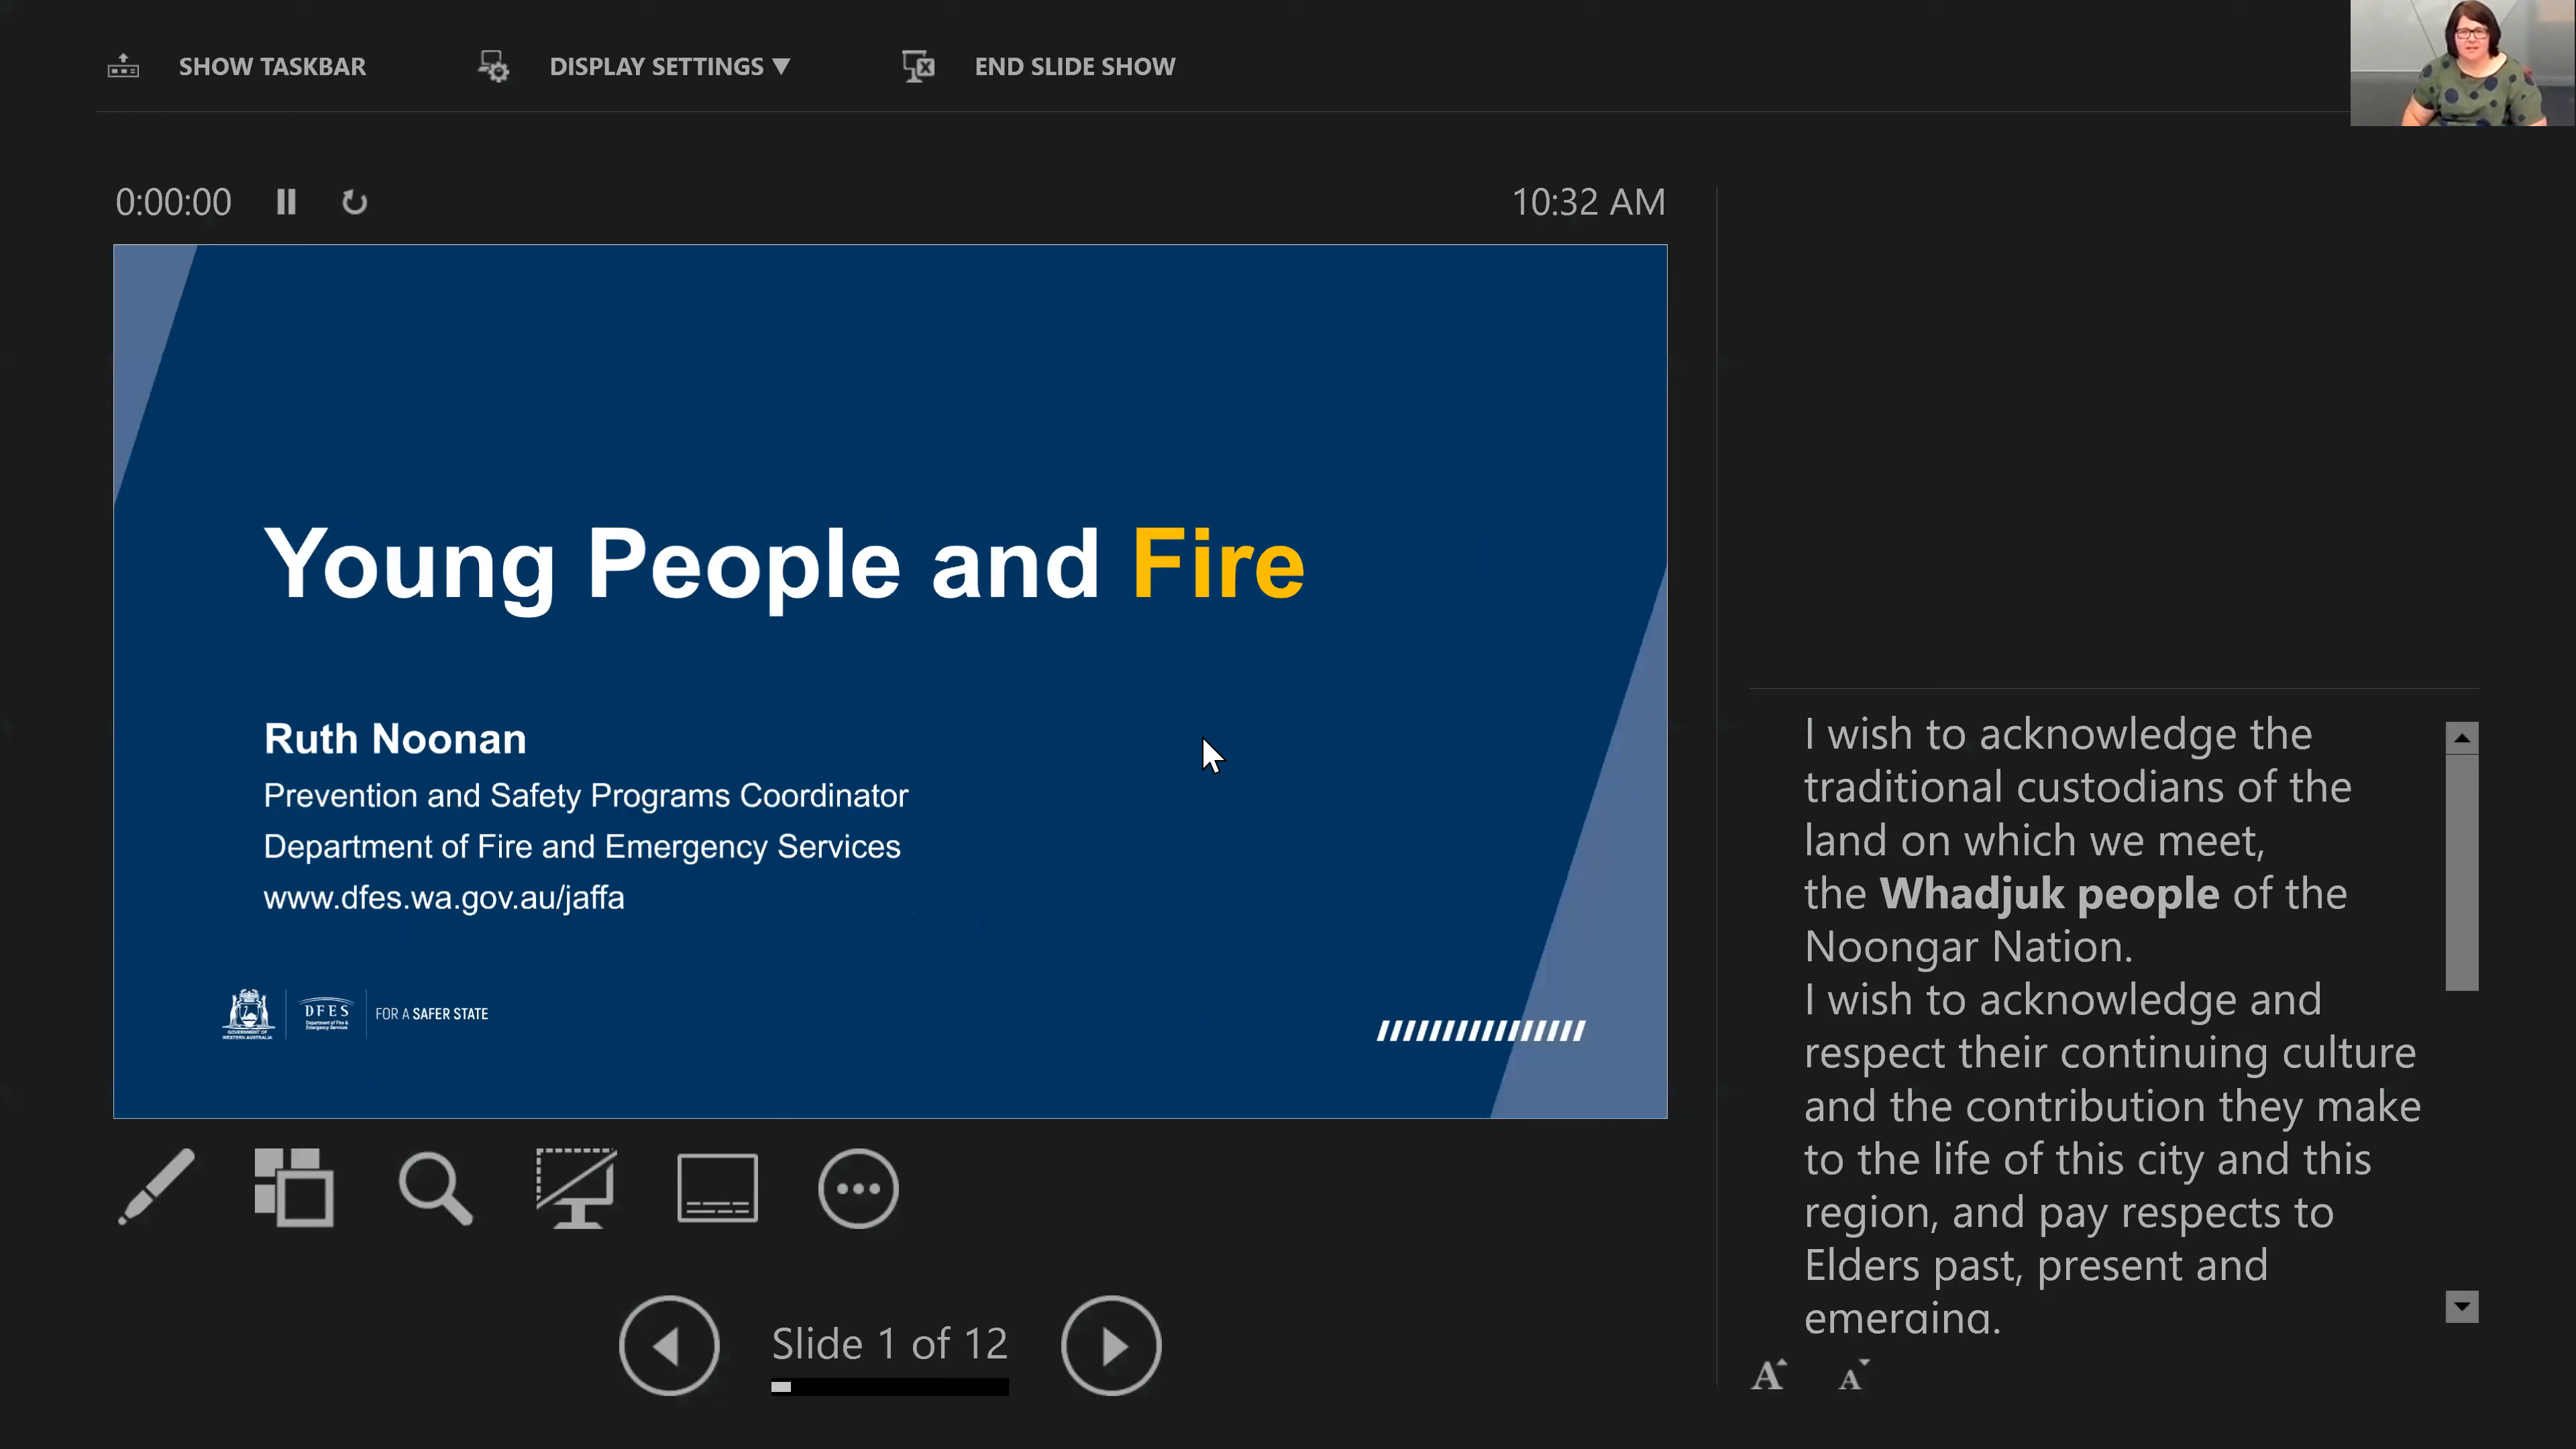 SHOW TASKBAR
DISPLAY SETTINGS ▼
END SLIDE SHOW
0:00:00
10:32 AM
Young People and Fire
Ruth Noonan
Prevention and Safety Programs Coordinator
Department of Fire and Emergency Services
www.dfes.wa.gov.au/jaffa
GOVERNMENT OF
WESTERN AUSTRALIA
DFES
Department of Fire &
Emergency Services
FOR A SAFER STATE
Slide 1 of 12
I wish to acknowledge the
traditional custodians of the
land on which we meet,
the Whadjuk people of the
Noongar Nation.
I wish to acknowledge and
respect their continuing culture
and the contribution they make
to the life of this city and this
region, and pay respects to
Elders past, present and
emerging.
A
A